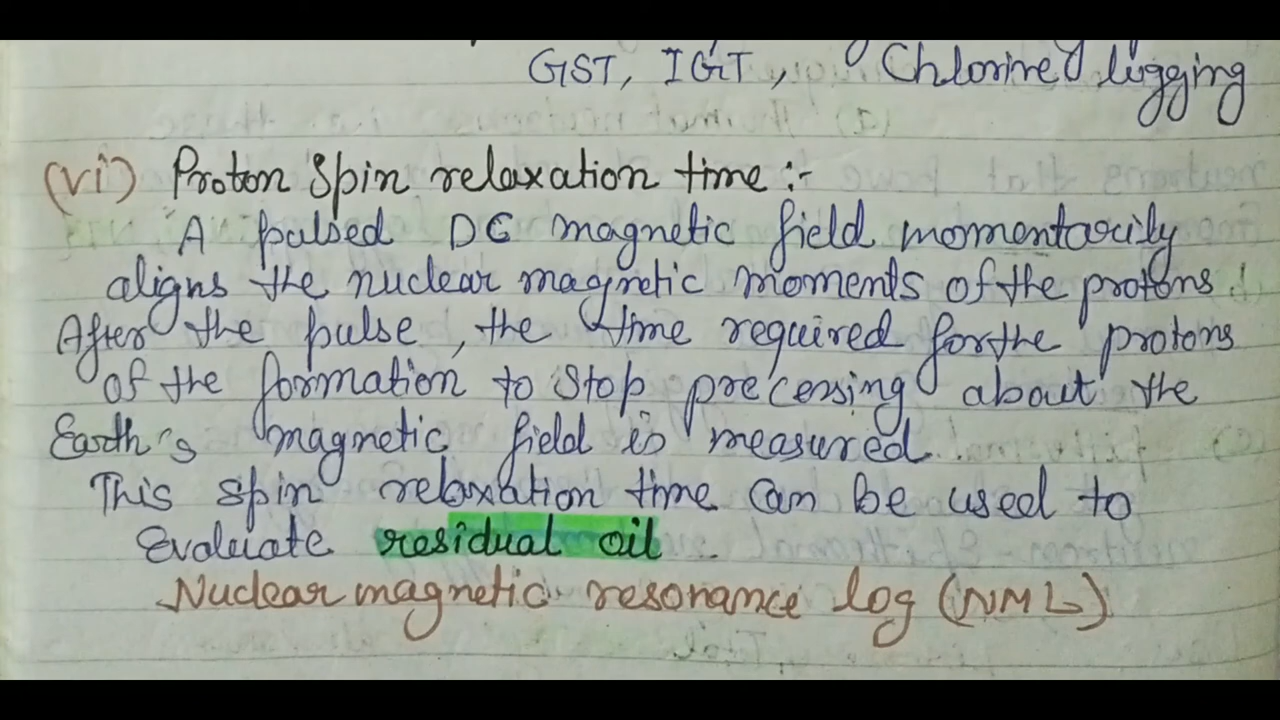 GST, IGT, Chlorine logging
(vi) Proton Spin relaxation time :-
A pulsed DC magnetic field momentarily
aligns the nuclear magnetic moments of the protons.
After the pulse, the time required for the protons
of the formation to stop precessing about the
Earth's magnetic field is measured.
This spin relaxation time can be used to
Evaluate residual oil.
Nuclear magnetic resonance log (NML)